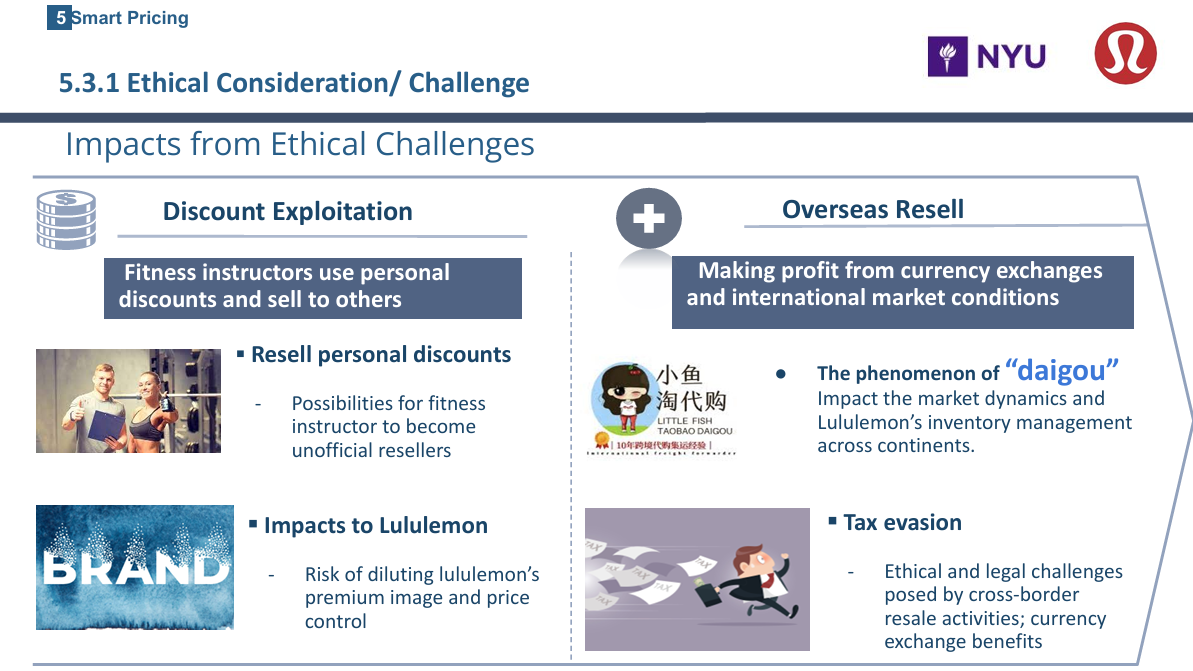 5 Smart Pricing
NYU
5.3.1 Ethical Consideration/ Challenge
Impacts from Ethical Challenges
Discount Exploitation
Fitness instructors use personal
discounts and sell to others
▪ Resell personal discounts
- Possibilities for fitness
instructor to become
unofficial resellers
BRAND
▪ Impacts to Lululemon
- Risk of diluting lululemon’s
premium image and price
control
Overseas Resell
Making profit from currency exchanges
and international market conditions
小鱼
淘代购
LITTLE FISH
TAOBAO DAIGOU
|10年跨境代购集运经验|
International freight forwarder
● The phenomenon of “daigou”
Impact the market dynamics and
Lululemon’s inventory management
across continents.
TAX
TAX
TAX
TAX
TAX
▪ Tax evasion
- Ethical and legal challenges
posed by cross-border
resale activities; currency
exchange benefits